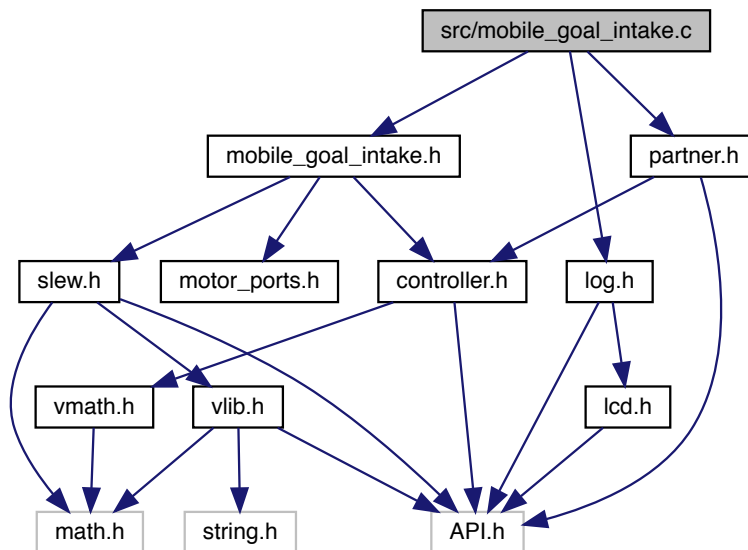 src/mobile_goal_intake.c
mobile_goal_intake.h
partner.h
slew.h
motor_ports.h
controller.h
log.h
vmath.h
vlib.h
lcd.h
math.h
string.h
API.h